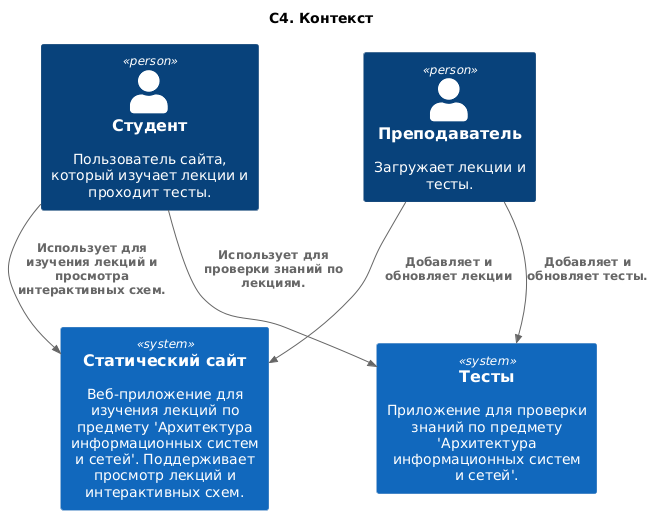 C4. Контекст
«person»
Студент
Пользователь сайта,
который изучает лекции и
проходит тесты.
«person»
Преподаватель
Загружает лекции и
тесты.
Использует для
изучения лекций и
просмотра
интерактивных схем.
Использует для
проверки знаний по
лекциям.
Добавляет и
обновляет лекции
Добавляет и
обновляет тесты.
«system»
Статический сайт
Веб-приложение для
изучения лекций по
предмету 'Архитектура
информационных систем
и сетей'. Поддерживает
просмотр лекций и
интерактивных схем.
«system»
Тесты
Приложение для проверки
знаний по предмету
'Архитектура
информационных систем
и сетей'.